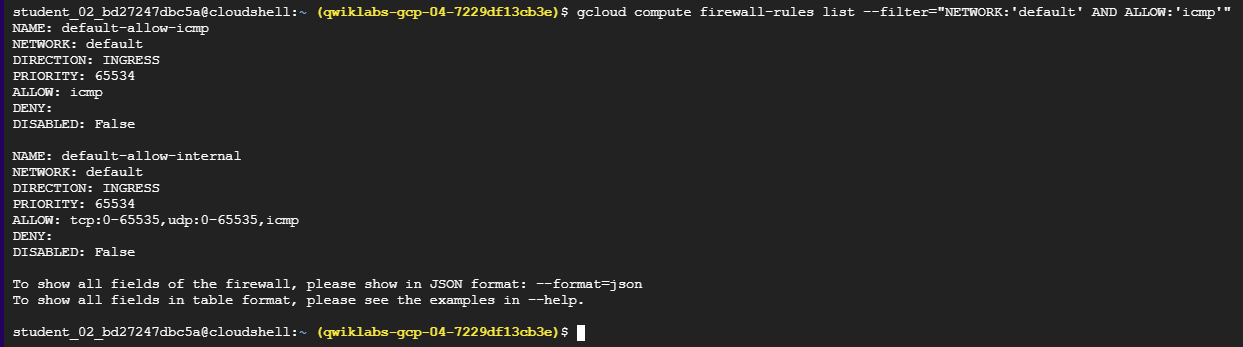 student_02_bd27247dbc5a@cloudshell:~ (qwiklabs-gcp-04-7229df13cb3e)$ gcloud compute firewall-rules list --filter="NETWORK:'default' AND ALLOW:'icmp'"
NAME: default-allow-icmp
NETWORK: default
DIRECTION: INGRESS
PRIORITY: 65534
ALLOW: icmp
DENY:
DISABLED: False

NAME: default-allow-internal
NETWORK: default
DIRECTION: INGRESS
PRIORITY: 65534
ALLOW: tcp:0-65535,udp:0-65535,icmp
DENY:
DISABLED: False

To show all fields of the firewall, please show in JSON format: --format=json
To show all fields in table format, please see the examples in --help.

student_02_bd27247dbc5a@cloudshell:~ (qwiklabs-gcp-04-7229df13cb3e)$